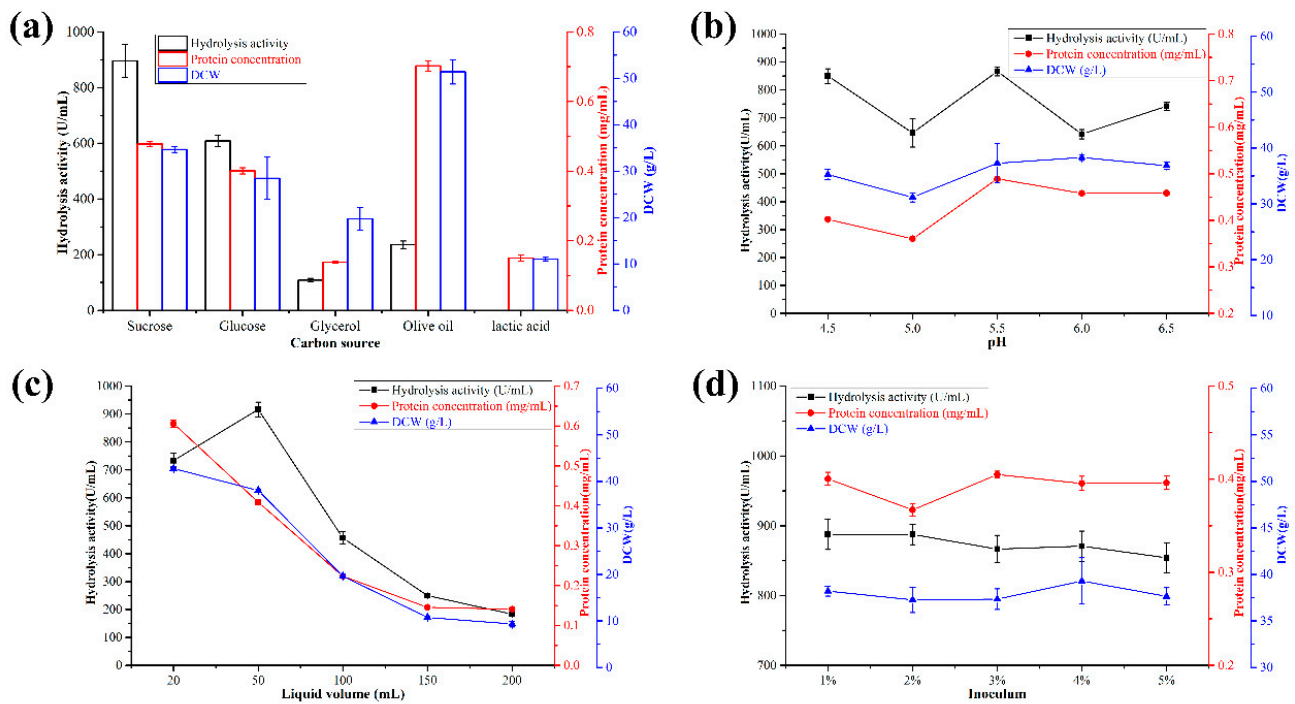 (a)
Hydrolysis activity
Protein concentration
DCW
Hydrolysis activity (U/mL)
0
200
400
600
800
1000
Sucrose
Glucose
Glycerol
Olive oil
lactic acid
Carbon source
0.0
0.2
0.4
0.6
0.8
Protein concentration (mg/mL)
0
10
20
30
40
50
60
DCW (g/L)
(b)
Hydrolysis activity (U/mL)
Protein concentration (mg/mL)
DCW (g/L)
Hydrolysis activity(U/mL)
0
100
200
300
400
500
600
700
800
900
1000
4.5
5.0
5.5
6.0
6.5
pH
0.2
0.3
0.4
0.5
0.6
0.7
0.8
Protein concentration(mg/mL)
10
20
30
40
50
60
DCW(g/L)
(c)
Hydrolysis activity (U/mL)
Protein concentration (mg/mL)
DCW (g/L)
Hydrolysis activity(U/mL)
0
100
200
300
400
500
600
700
800
900
1000
20
50
100
150
200
Liquid volume (mL)
0.0
0.1
0.2
0.3
0.4
0.5
0.6
0.7
Protein concentration(mg/mL)
0
10
20
30
40
50
60
DCW(g/L)
(d)
Hydrolysis activity (U/mL)
Protein concentration (mg/mL)
DCW (g/L)
Hydrolysis activity(U/mL)
700
800
900
1000
1100
1%
2%
3%
4%
5%
Inoculum
0.2
0.3
0.4
0.5
Protein concentration(mg/mL)
30
35
40
45
50
55
60
DCW(g/L)